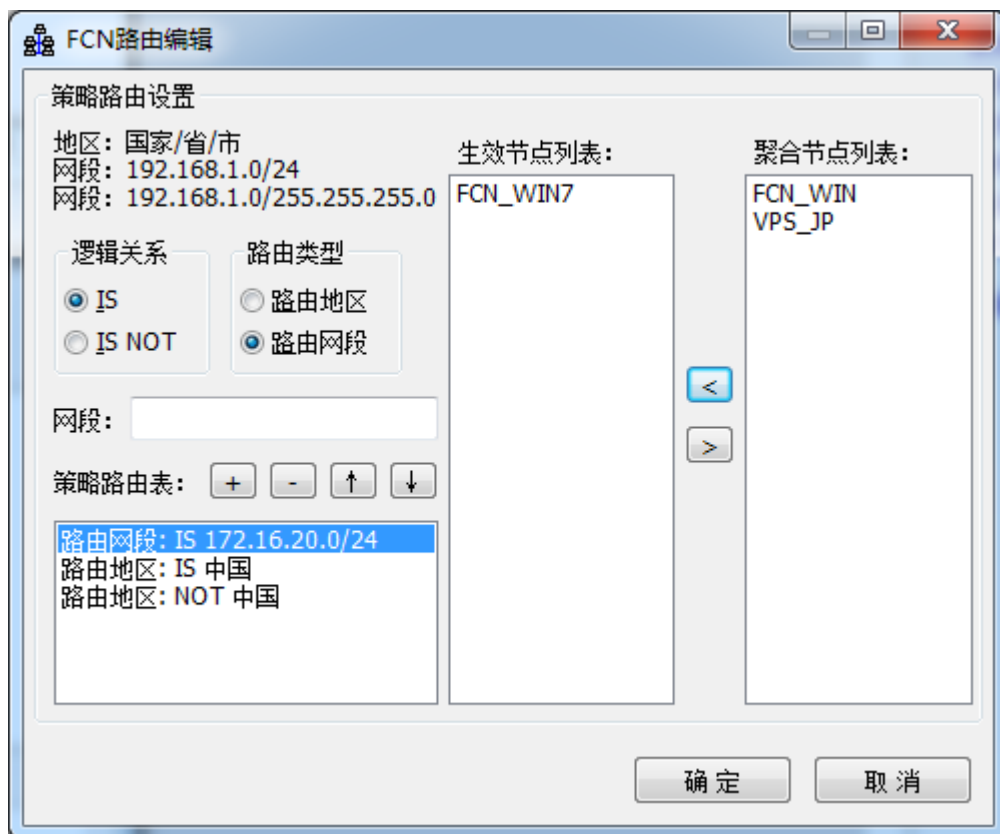 FCN路由编辑
策略路由设置
地区: 国家/省/市
网段: 192.168.1.0/24
网段: 192.168.1.0/255.255.255.0
逻辑关系
IS
IS NOT
路由类型
路由地区
路由网段
网段:
策略路由表:
+
-
↑
↓
路由网段: IS 172.16.20.0/24
路由地区: IS 中国
路由地区: NOT 中国
生效节点列表:
FCN_WIN7
<
>
聚合节点列表:
FCN_WIN
VPS_JP
确 定
取 消